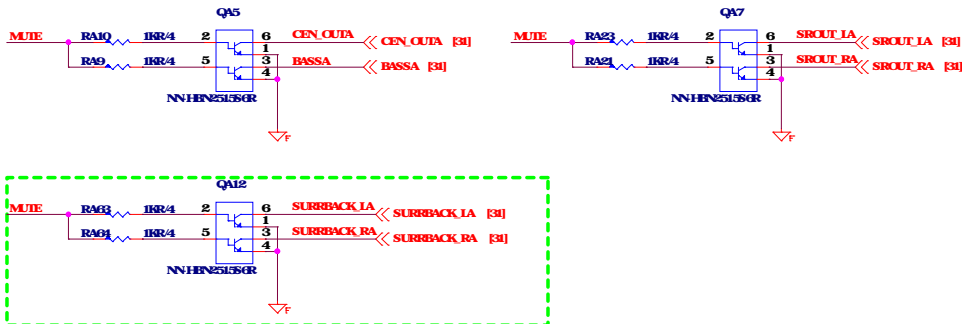 QA5
MUTE RA10 1KR/4 2 6 CEN_OUTA CEN_OUTA [31]
1
RA9 1KR/4 5 3 BASSA BASSA [31]
4
NN-HBN2515S6R
F
QA7
MUTE RA23 1KR/4 2 6 SROUT_LA SROUT_LA [31]
1
RA21 1KR/4 5 3 SROUT_RA SROUT_RA [31]
4
NN-HBN2515S6R
F
QA12
MUTE RA63 1KR/4 2 6 SURRBACK_LA SURRBACK_LA [31]
1
RA64 1KR/4 5 3 SURRBACK_RA SURRBACK_RA [31]
4
NN-HBN2515S6R
F